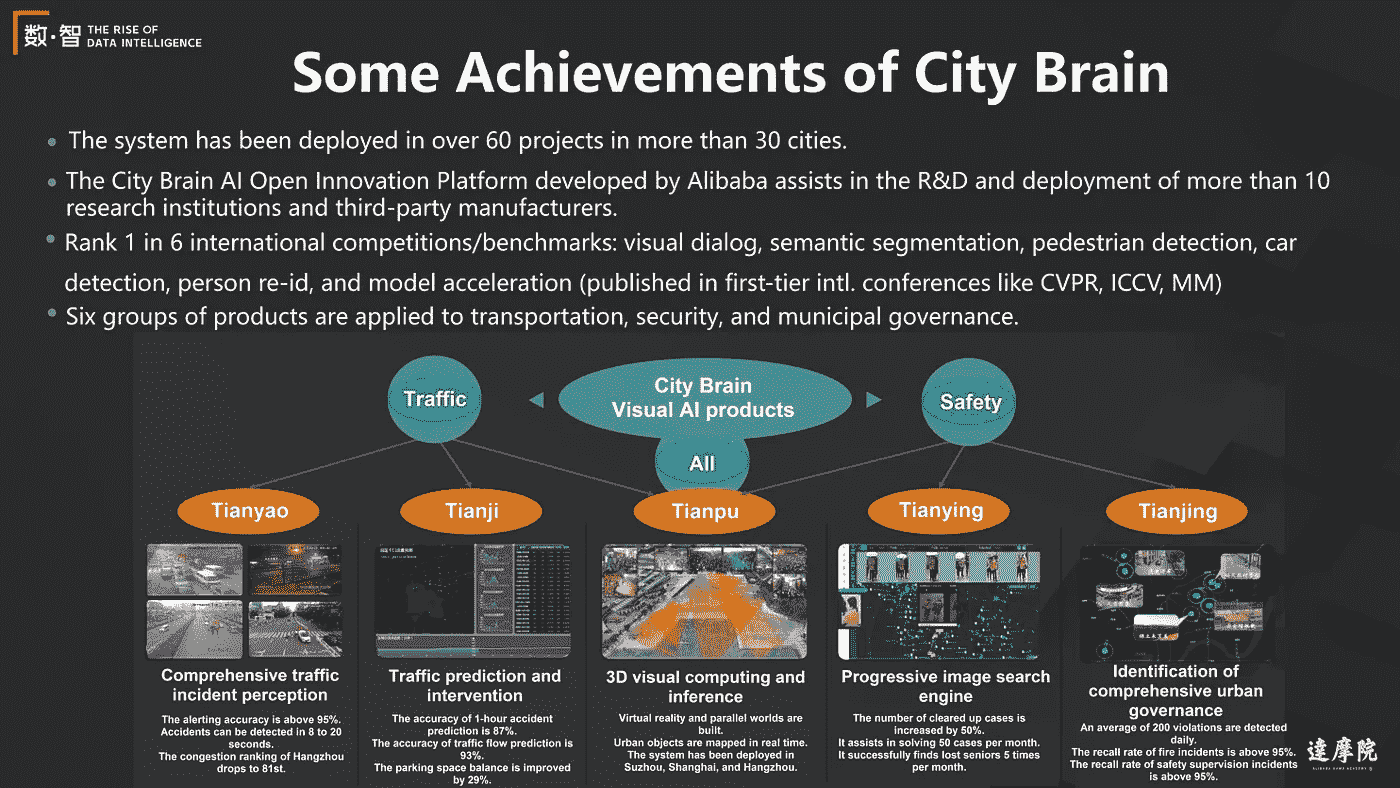 数·智 THE RISE OF
DATA INTELLIGENCE
Some Achievements of City Brain
• The system has been deployed in over 60 projects in more than 30 cities.
• The City Brain AI Open Innovation Platform developed by Alibaba assists in the R&D and deployment of more than 10
research institutions and third-party manufacturers.
• Rank 1 in 6 international competitions/benchmarks: visual dialog, semantic segmentation, pedestrian detection, car
detection, person re-id, and model acceleration (published in first-tier intl. conferences like CVPR, ICCV, MM)
• Six groups of products are applied to transportation, security, and municipal governance.
Traffic
City Brain
Visual AI products
Safety
All
Tianyao
Tianji
Tianpu
Tianying
Tianjing
Comprehensive traffic
incident perception
The alerting accuracy is above 95%.
Accidents can be detected in 8 to 20
seconds.
The congestion ranking of Hangzhou
drops to 81st.
Traffic prediction and
intervention
The accuracy of 1-hour accident
prediction is 87%.
The accuracy of traffic flow prediction is
93%.
The parking space balance is improved
by 29%.
3D visual computing and
inference
Virtual reality and parallel worlds are
built.
Urban objects are mapped in real time.
The system has been deployed in
Suzhou, Shanghai, and Hangzhou.
Progressive image search
engine
The number of cleared up cases is
increased by 50%.
It assists in solving 50 cases per month.
It successfully finds lost seniors 5 times
per month.
Identification of
comprehensive urban
governance
An average of 200 violations are detected
daily.
The recall rate of fire incidents is above 95%.
The recall rate of safety supervision incidents
is above 95%.
達摩院
ALIBABA DAMO ACADEMY